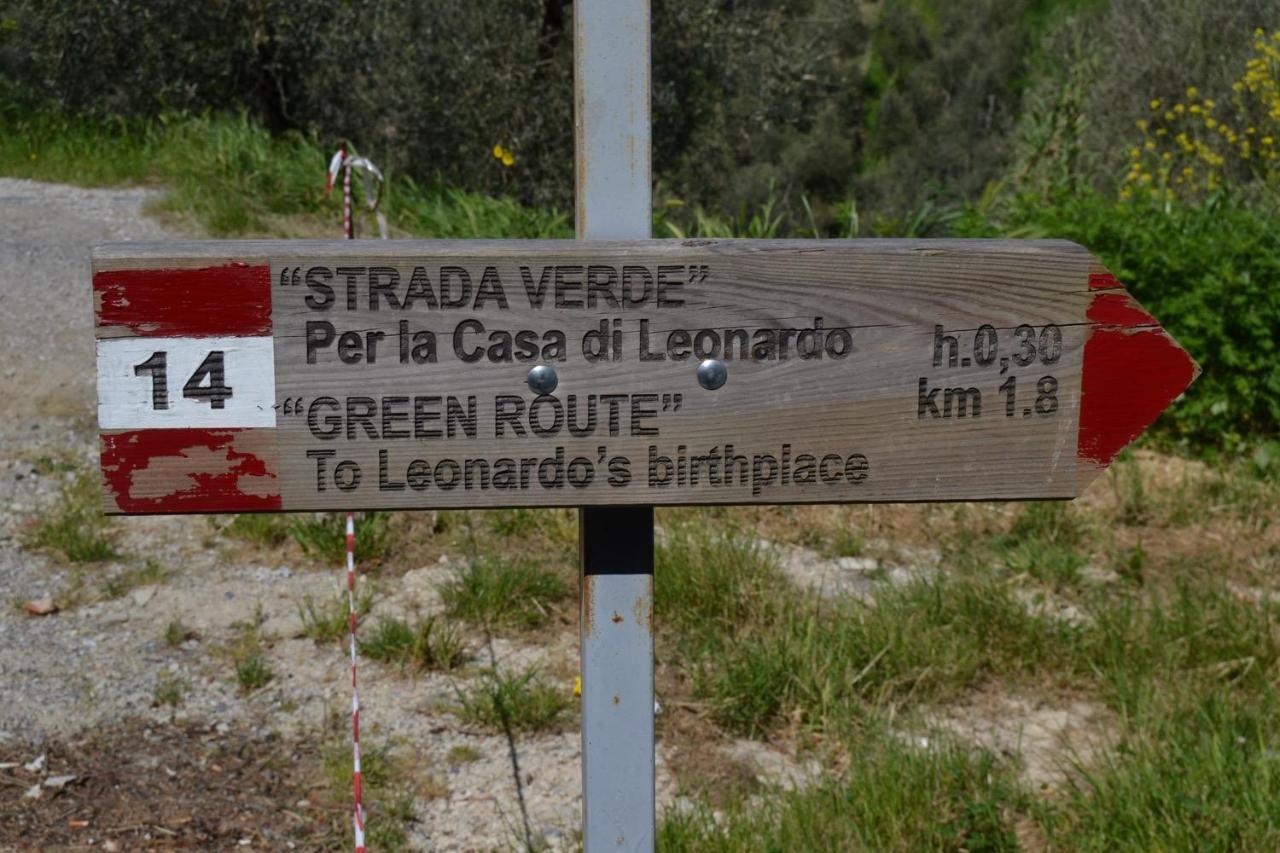 14
“STRADA VERDE”
Per la Casa di Leonardo
h.0,30
“GREEN ROUTE”
km 1.8
To Leonardo’s birthplace